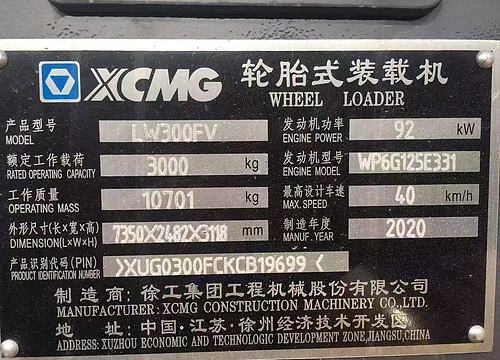 XCMG 轮胎式装载机
WHEEL LOADER
产品型号 LW300FV
MODEL
发动机功率 92 kW
ENGINE POWER
额定工作载荷 3000 kg
RATED OPERATING CAPACITY
发动机型号 WP6G125E331
ENGINE MODEL
工作质量 10701 kg
OPERATING MASS
最高设计车速 40 km/h
MAX.SPEED
外形尺寸(长×宽×高) 7350×2482×3118 mm
DIMENSION(L×W×H)
制造年度 2020
MANUF.YEAR
产品识别代码(PIN) >XUG0300FCKCB19699<
PRODUCT IDENTIFICATION NUMBER
制造商:徐工集团工程机械股份有限公司
MANUFACTURER: XCMG CONSTRUCTION MACHINERY CO.,LTD.
地 址:中国·江苏·徐州经济技术开发区
ADDRESS: XUZHOU ECONOMIC AND TECHNOLOGIC DEVELOPMENT ZONE,JIANGSU,CHINA